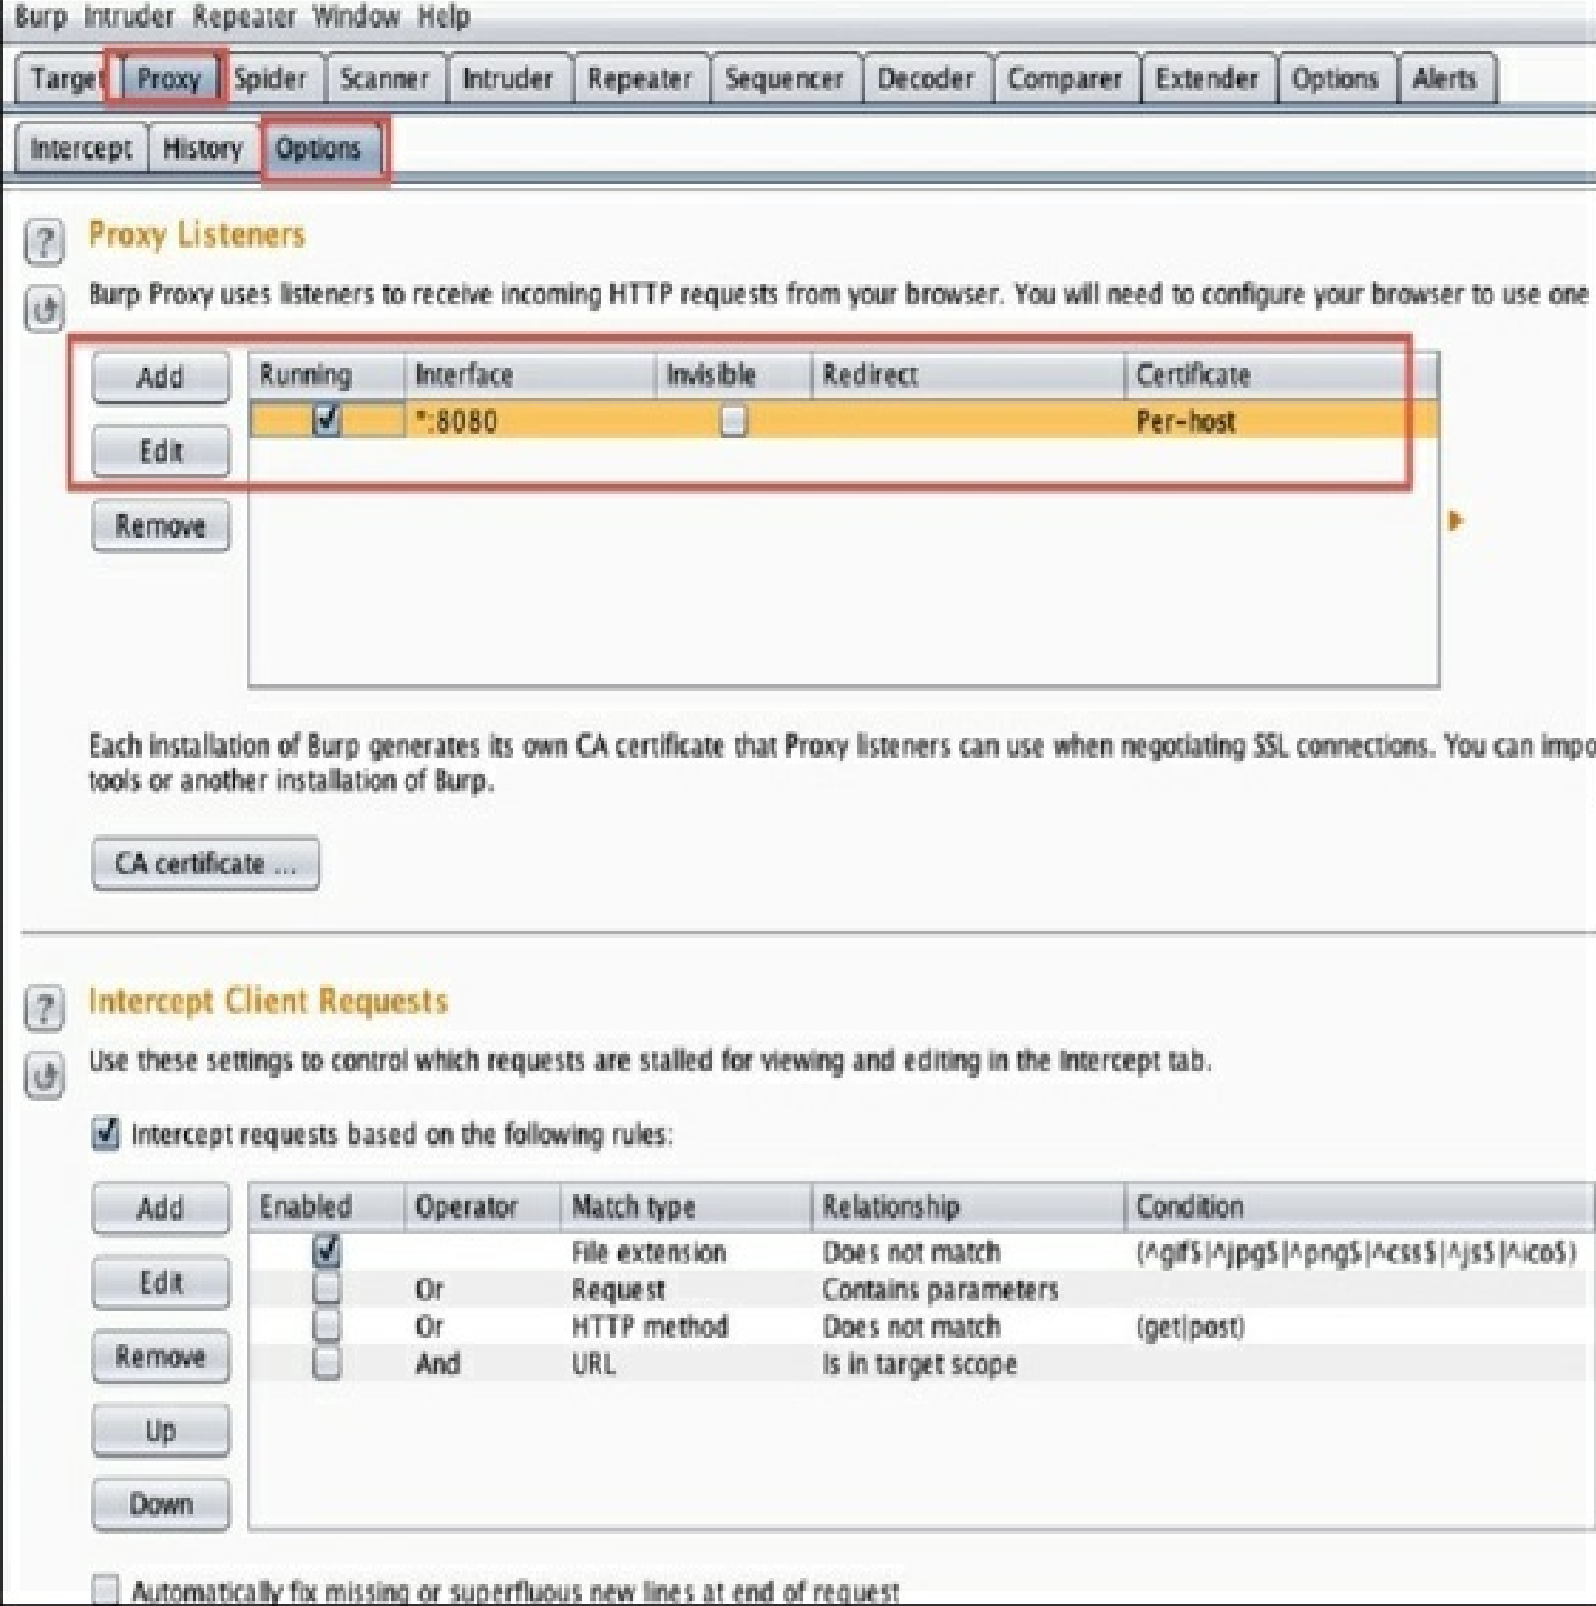 Burp Intruder Repeater Window Help
Target Proxy Spider Scanner Intruder Repeater Sequencer Decoder Comparer Extender Options Alerts
Intercept History Options
? Proxy Listeners
Burp Proxy uses listeners to receive incoming HTTP requests from your browser. You will need to configure your browser to use one
Add Running Interface Invisible Redirect Certificate
*:8080 Per-host
Edit
Remove
Each installation of Burp generates its own CA certificate that Proxy listeners can use when negotiating SSL connections. You can impo
tools or another installation of Burp.
CA certificate ...
? Intercept Client Requests
Use these settings to control which requests are stalled for viewing and editing in the Intercept tab.
Intercept requests based on the following rules:
Add Enabled Operator Match type Relationship Condition
File extension Does not match (^gif$|^jpg$|^png$|^css$|^js$|^ico$)
Edit Or Request Contains parameters
Or HTTP method Does not match (get|post)
Remove And URL Is in target scope
Up
Down
Automatically fix missing or superfluous new lines at end of request